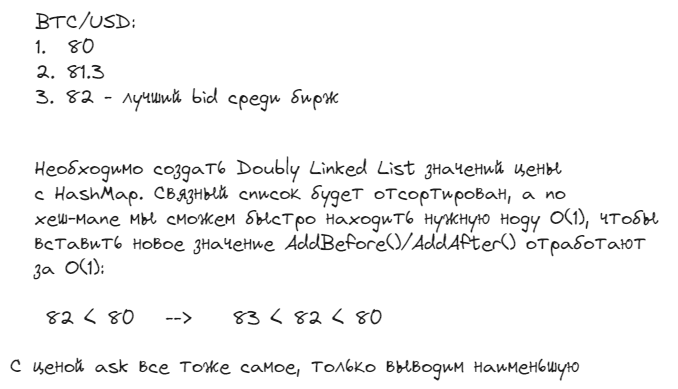 BTC/USD:
1. 80
2. 81.3
3. 82 - лучший bid среди бирж
Необходимо создать Doubly Linked List значений цены
с HashMap. Связный список будет отсортирован, а по
хеш-мапе мы сможем быстро находить нужную ноду O(1), чтобы
вставить новое значение AddBefore()/AddAfter() отработают
за O(1):
82 < 80 --> 83 < 82 < 80
С ценой ask все тоже самое, только выводим наименьшую